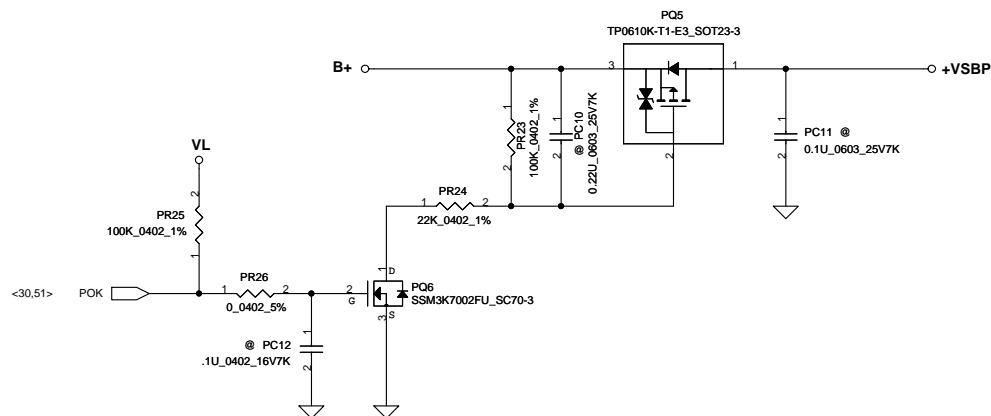 PQ5
TP0610K-T1-E3_SOT23-3
B+
3
1
+VSBP
1
PR23
100K_0402_1%
2
1
@ PC10
0.22U_0603_25V7K
2
2
1
PC11 @
0.1U_0603_25V7K
2
VL
2
PR25
100K_0402_1%
1
PR24
1
2
22K_0402_1%
<30,51>
POK
PR26
1
2
0_0402_5%
1
D
2
G
PQ6
SSM3K7002FU_SC70-3
3
S
1
@ PC12
.1U_0402_16V7K
2